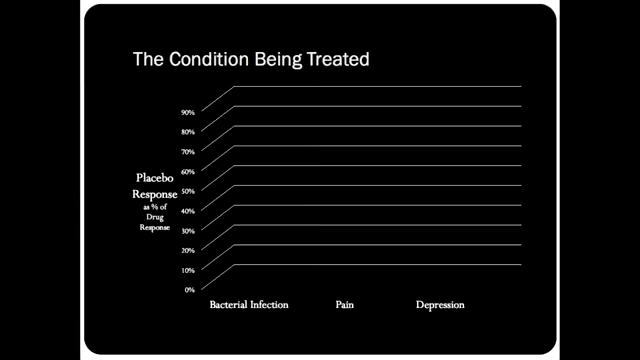 The Condition Being Treated
90%
80%
70%
60%
50%
40%
30%
20%
10%
0%
Placebo
Response
as % of
Drug
Response
Bacterial Infection
Pain
Depression